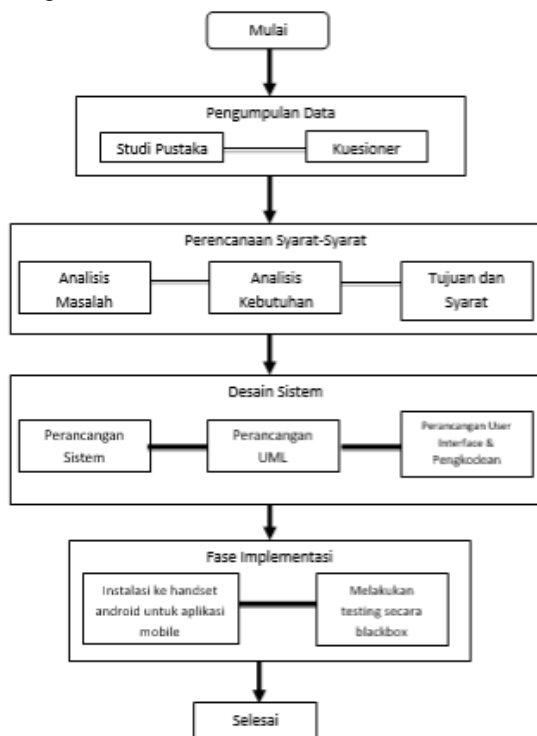 Mulai
Pengumpulan Data
Studi Pustaka
Kuesioner
Perencanaan Syarat-Syarat
Analisis
Masalah
Analisis
Kebutuhan
Tujuan dan
Syarat
Desain Sistem
Perancangan
Sistem
Perancangan
UML
Perancangan User
Interface &
Pengkodean
Fase Implementasi
Instalasi ke handset
android untuk aplikasi
mobile
Melakukan
testing secara
blackbox
Selesai